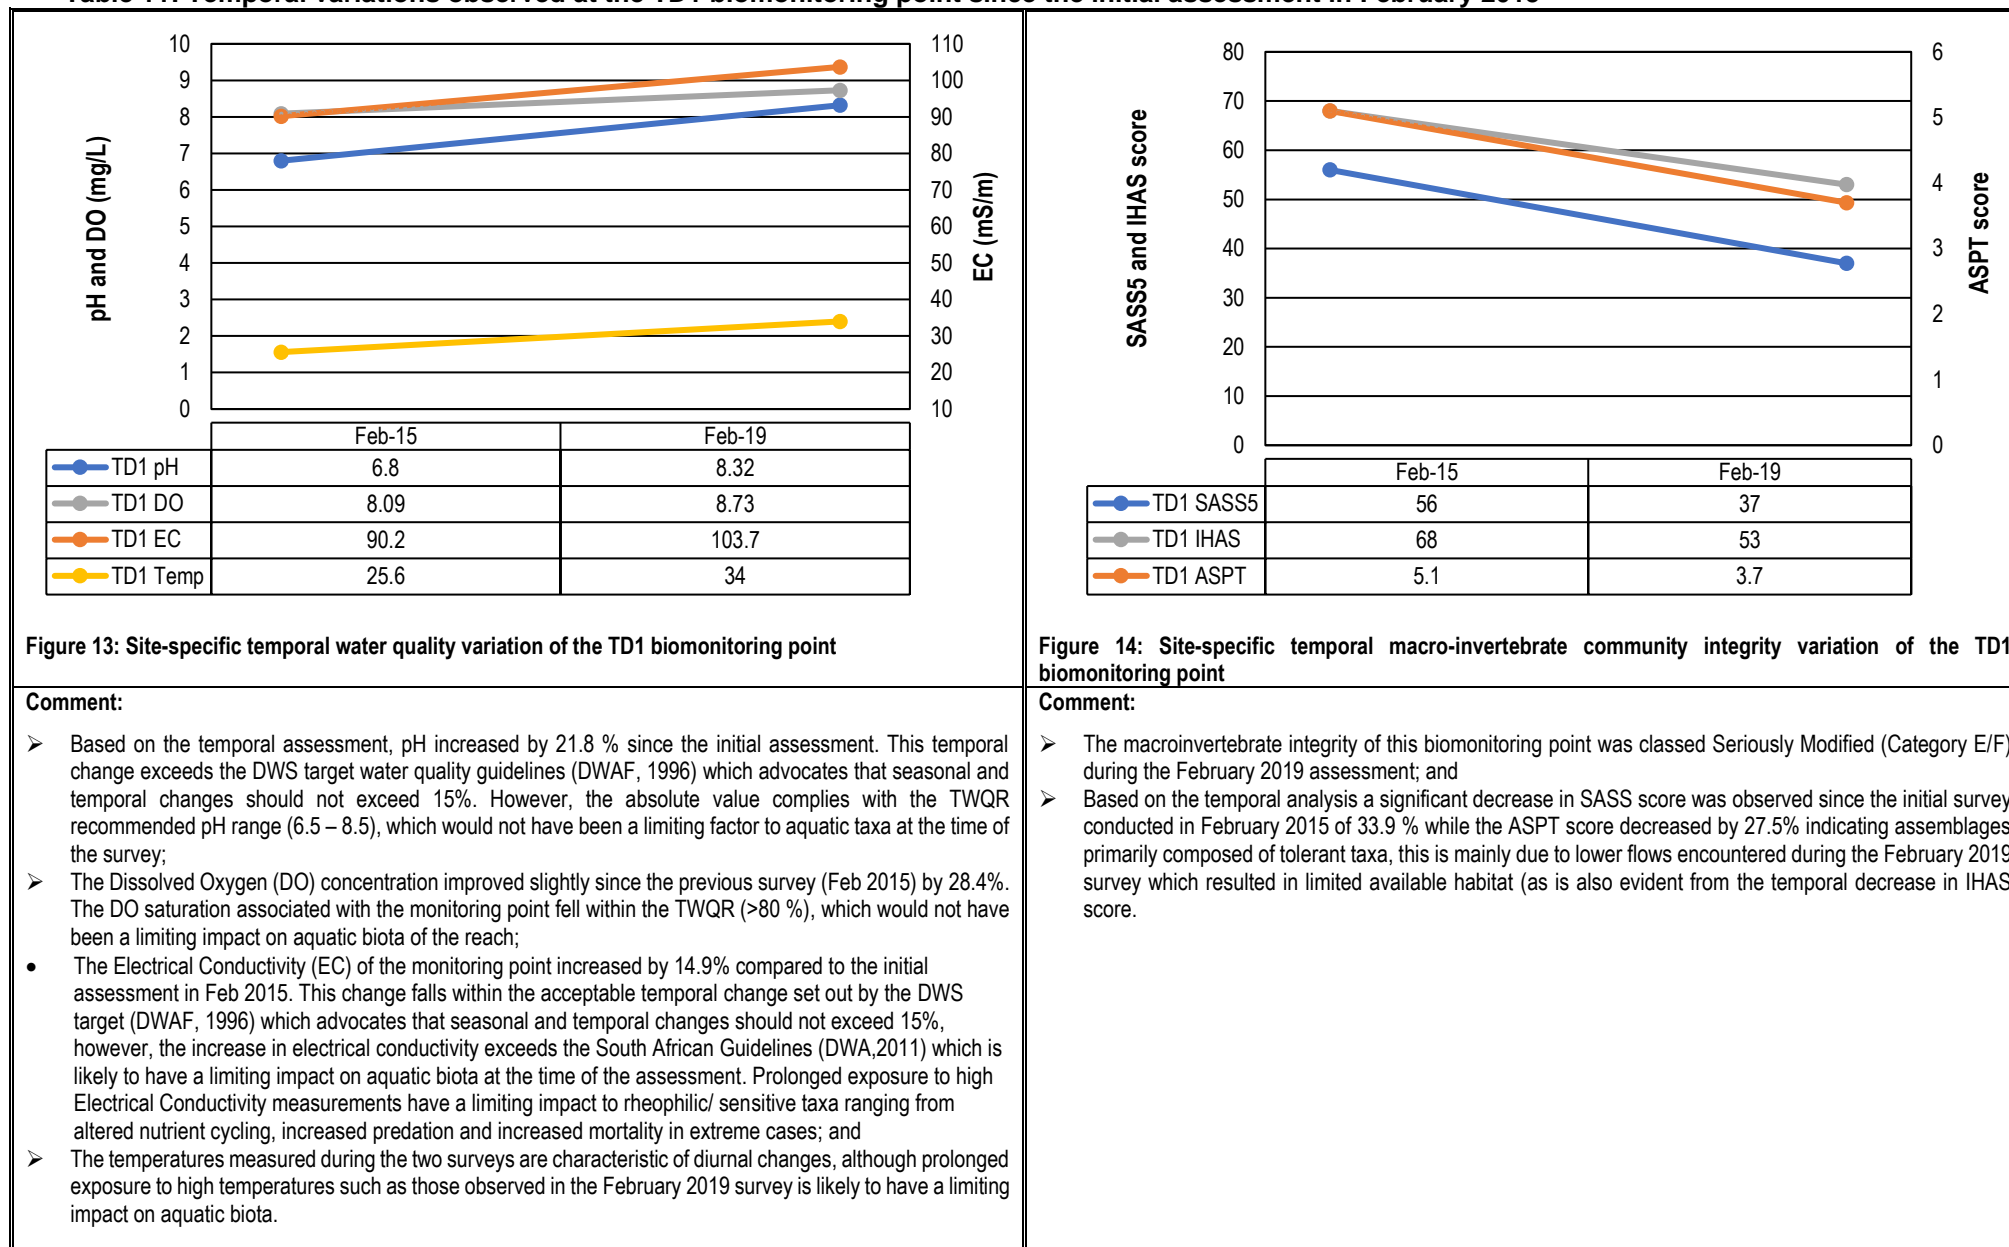 Table 11: Temporal variations observed at the TD1 biomonitoring point since the initial assessment in February 2015
10
9
8
7
6
5
4
3
2
1
0
pH and DO (mg/L)
110
100
90
80
70
60
50
40
30
20
10
EC (mS/m)
Feb-15 Feb-19
TD1 pH 6.8 8.32
TD1 DO 8.09 8.73
TD1 EC 90.2 103.7
TD1 Temp 25.6 34
Figure 13: Site-specific temporal water quality variation of the TD1 biomonitoring point
80
70
60
50
40
30
20
10
0
SASS5 and IHAS score
6
5
4
3
2
1
0
ASPT score
Feb-15 Feb-19
TD1 SASS5 56 37
TD1 IHAS 68 53
TD1 ASPT 5.1 3.7
Figure 14: Site-specific temporal macro-invertebrate community integrity variation of the TD1
biomonitoring point
Comment:
➢ Based on the temporal assessment, pH increased by 21.8 % since the initial assessment. This temporal
change exceeds the DWS target water quality guidelines (DWAF, 1996) which advocates that seasonal and
temporal changes should not exceed 15%. However, the absolute value complies with the TWQR
recommended pH range (6.5 – 8.5), which would not have been a limiting factor to aquatic taxa at the time of
the survey;
➢ The Dissolved Oxygen (DO) concentration improved slightly since the previous survey (Feb 2015) by 28.4%.
The DO saturation associated with the monitoring point fell within the TWQR (>80 %), which would not have
been a limiting impact on aquatic biota of the reach;
• The Electrical Conductivity (EC) of the monitoring point increased by 14.9% compared to the initial
assessment in Feb 2015. This change falls within the acceptable temporal change set out by the DWS
target (DWAF, 1996) which advocates that seasonal and temporal changes should not exceed 15%,
however, the increase in electrical conductivity exceeds the South African Guidelines (DWA,2011) which is
likely to have a limiting impact on aquatic biota at the time of the assessment. Prolonged exposure to high
Electrical Conductivity measurements have a limiting impact to rheophilic/ sensitive taxa ranging from
altered nutrient cycling, increased predation and increased mortality in extreme cases; and
➢ The temperatures measured during the two surveys are characteristic of diurnal changes, although prolonged
exposure to high temperatures such as those observed in the February 2019 survey is likely to have a limiting
impact on aquatic biota.
Comment:
➢ The macroinvertebrate integrity of this biomonitoring point was classed Seriously Modified (Category E/F)
during the February 2019 assessment; and
➢ Based on the temporal analysis a significant decrease in SASS score was observed since the initial survey
conducted in February 2015 of 33.9 % while the ASPT score decreased by 27.5% indicating assemblages
primarily composed of tolerant taxa, this is mainly due to lower flows encountered during the February 2019
survey which resulted in limited available habitat (as is also evident from the temporal decrease in IHAS
score.